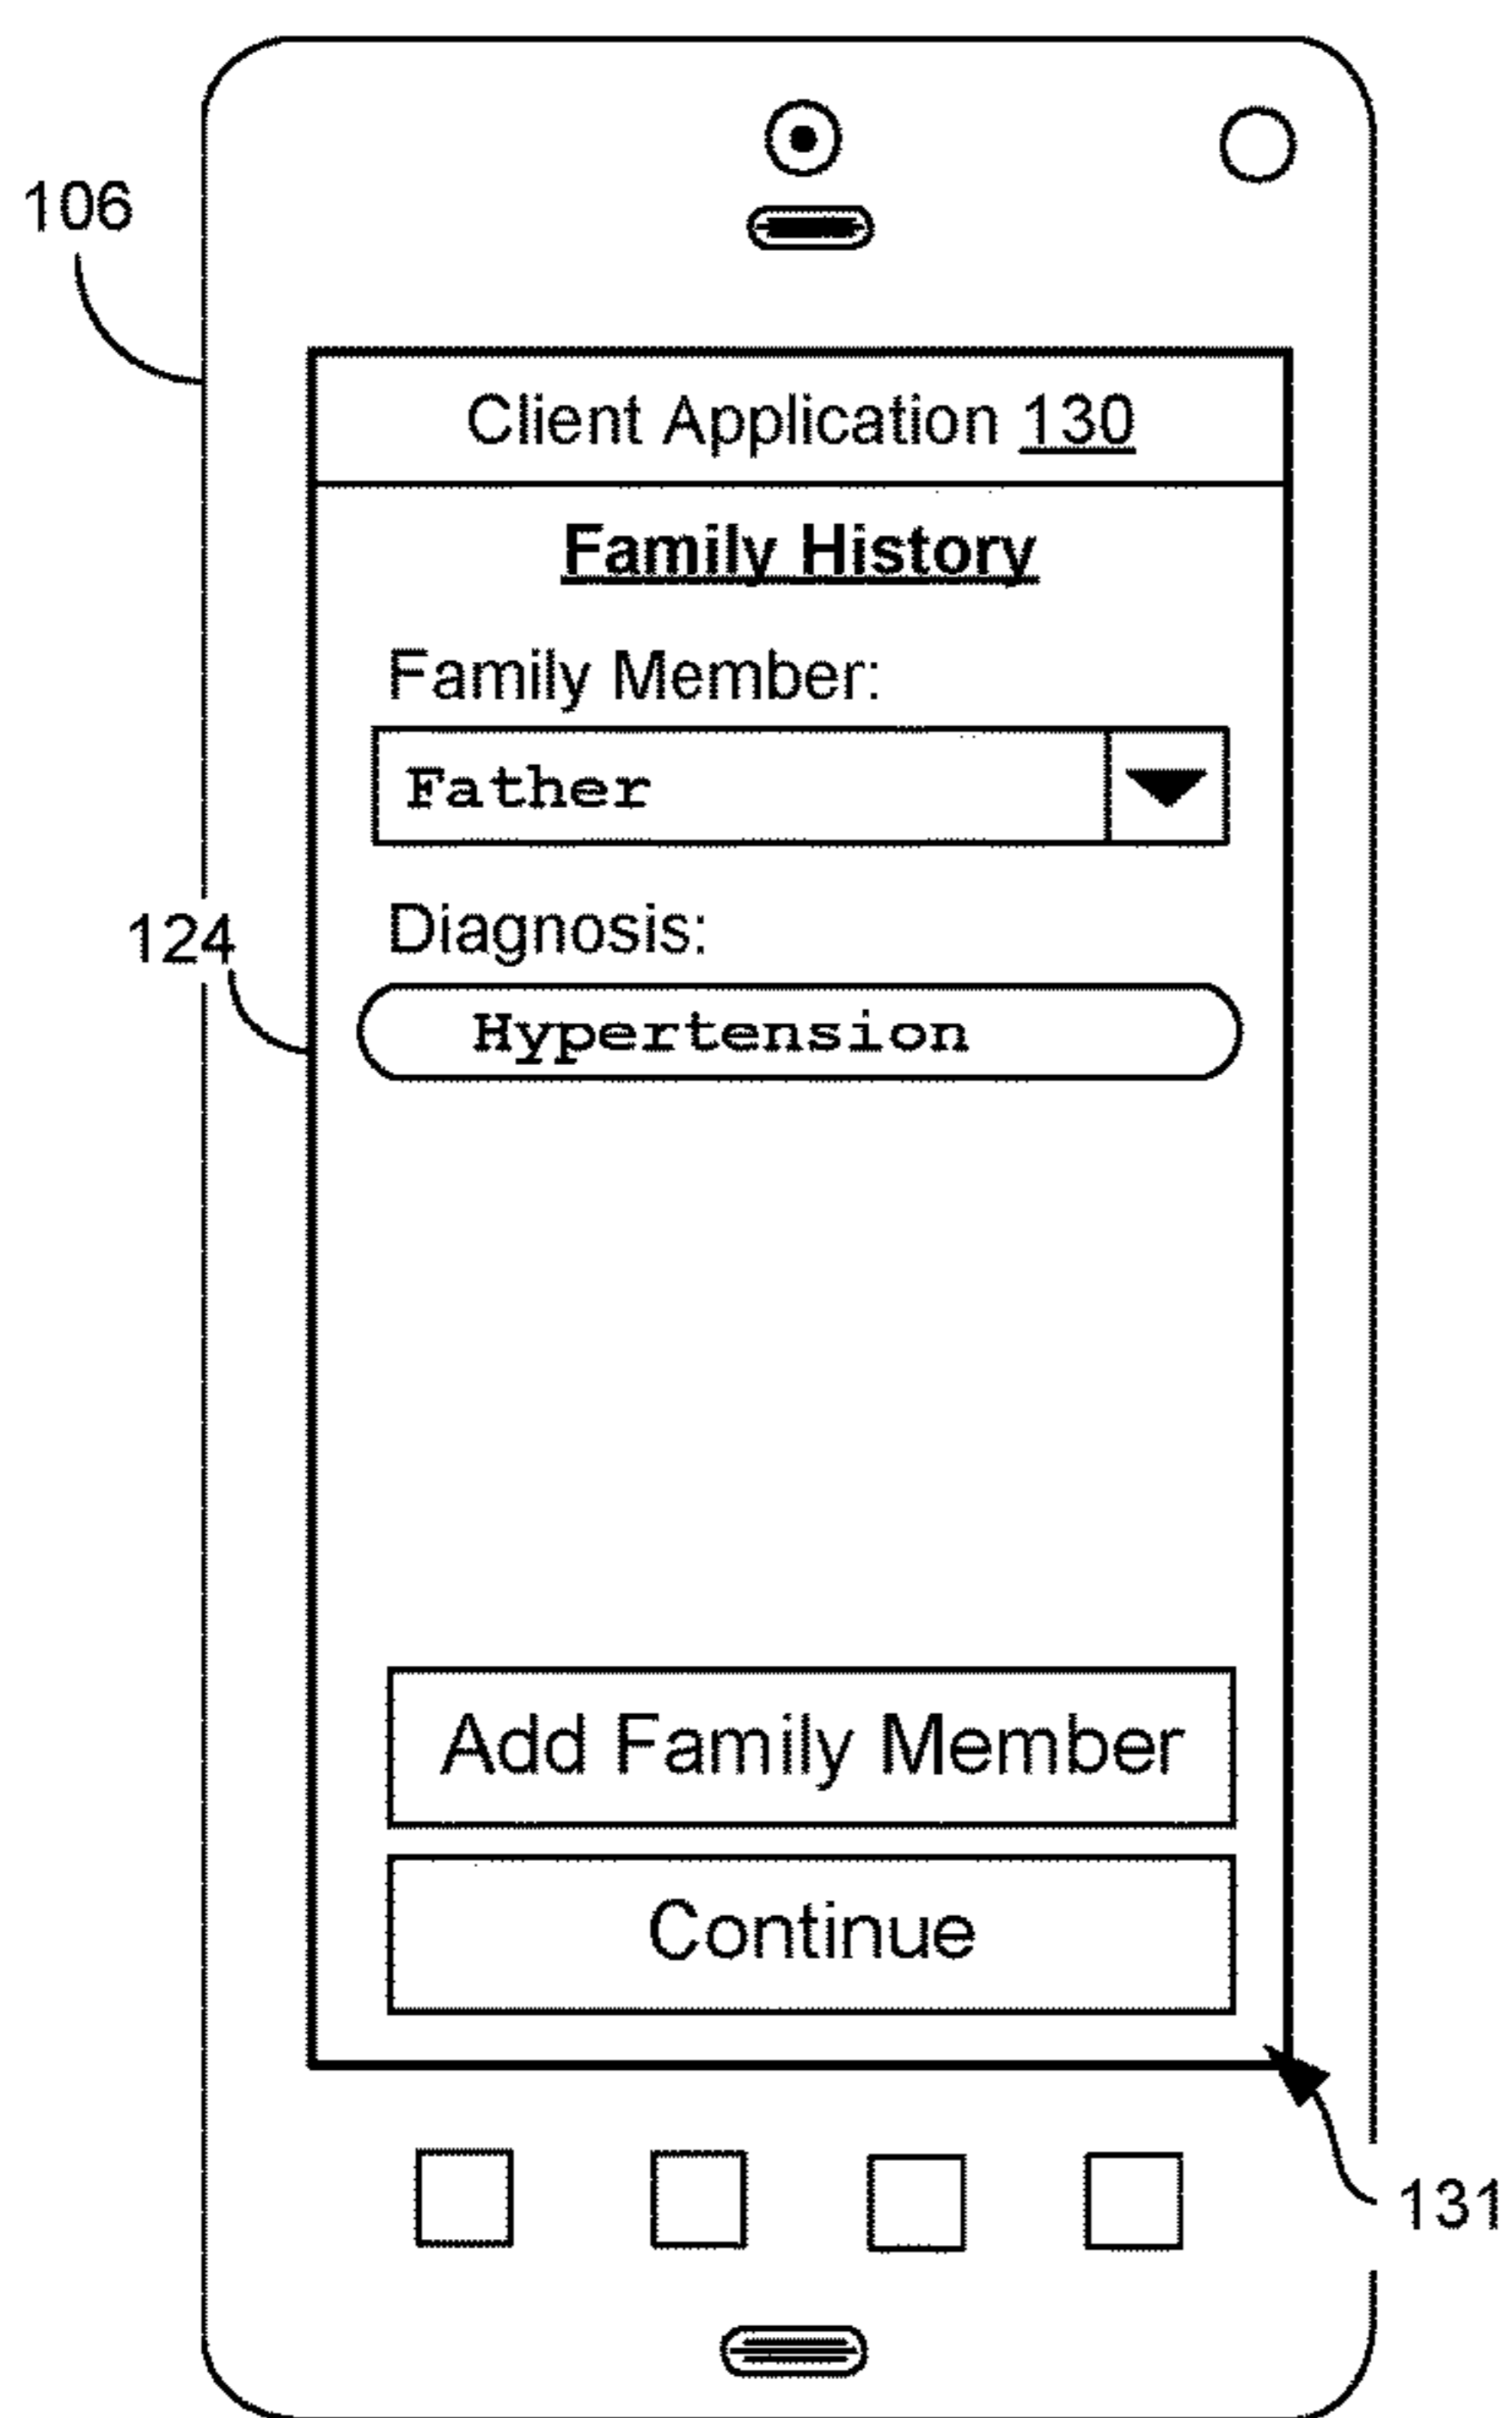 106
Client Application 130
Family History
Family Member:
Father
124
Diagnosis:
Hypertension
Add Family Member
Continue
131